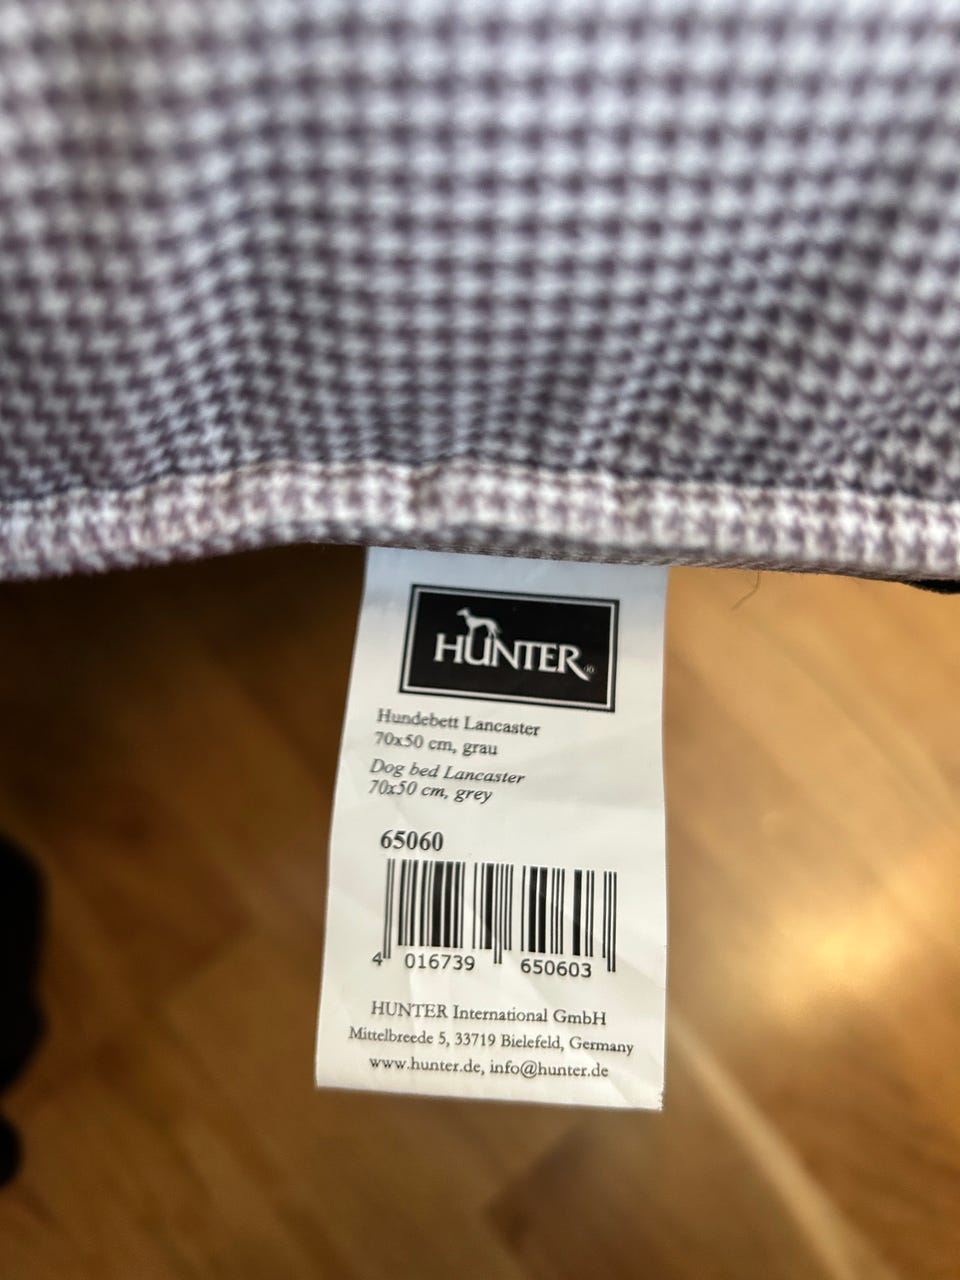 HUNTER
Hundebett Lancaster
70x50 cm, grau
Dog bed Lancaster
70x50 cm, grey
65060
4 016739 650603
HUNTER International GmbH
Mittelbreede 5, 33719 Bielefeld, Germany
www.hunter.de, info@hunter.de